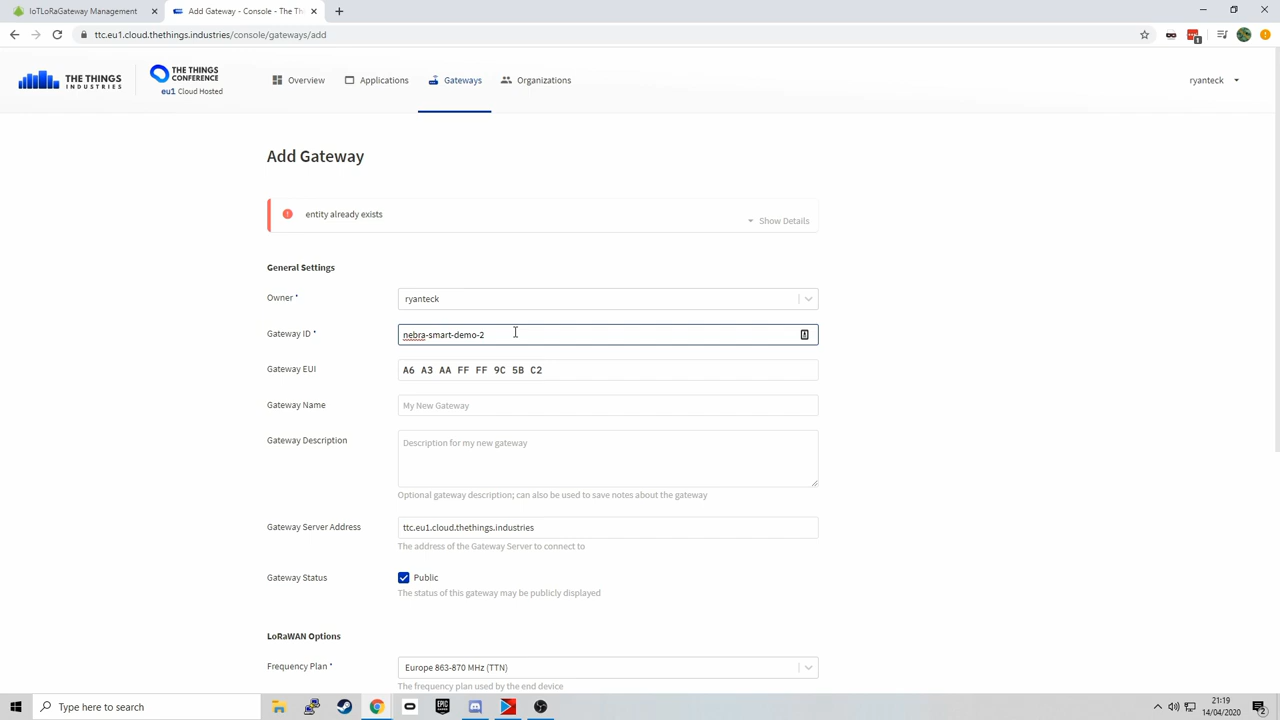 IoTLoRaGateway Management
Add Gateway - Console - The Th
ttc.eu1.cloud.thethings.industries/console/gateways/add
1
THE THINGS
INDUSTRIES
THE THINGS
CONFERENCE
eu1 Cloud Hosted
Overview
Applications
Gateways
Organizations
ryanteck
Add Gateway
entity already exists
Show Details
General Settings
Owner *
ryanteck
Gateway ID *
nebra-smart-demo-2
Gateway EUI
A6 A3 AA FF FF 9C 5B C2
Gateway Name
My New Gateway
Gateway Description
Description for my new gateway
Optional gateway description; can also be used to save notes about the gateway
Gateway Server Address
ttc.eu1.cloud.thethings.industries
The address of the Gateway Server to connect to
Gateway Status
Public
The status of this gateway may be publicly displayed
LoRaWAN Options
Frequency Plan *
Europe 863-870 MHz (TTN)
The frequency plan used by the end device
Type here to search
EPIC
GAMES
21:19
14/04/2020
2